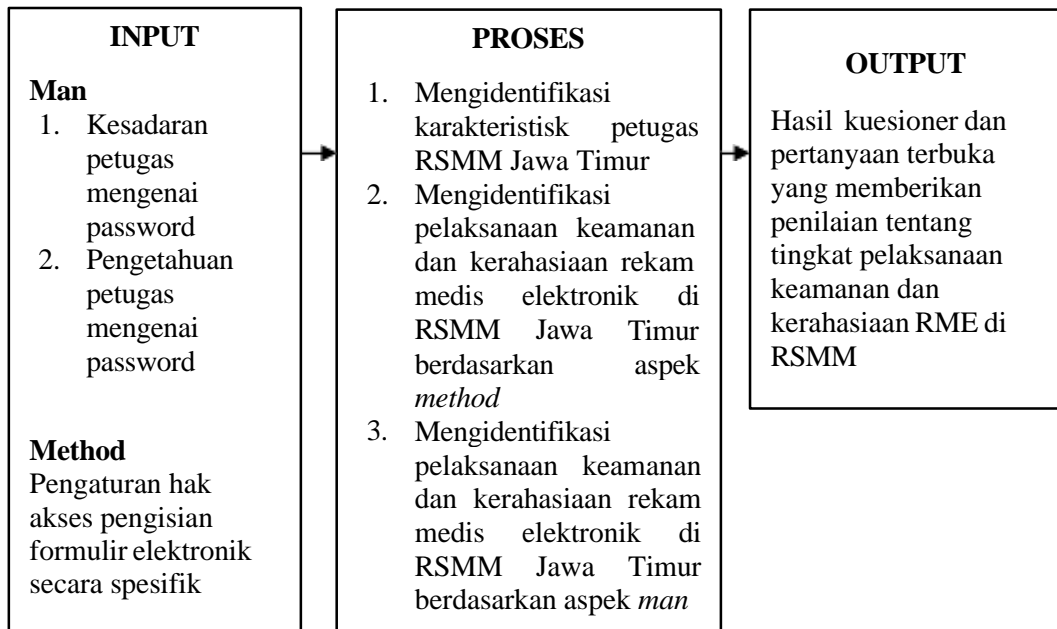 INPUT
Man
1. Kesadaran
petugas
mengenai
password
2. Pengetahuan
petugas
mengenai
password
Method
Pengaturan hak
akses pengisian
formulir elektronik
secara spesifik
PROSES
1. Mengidentifikasi
karakteristisk petugas
RSMM Jawa Timur
2. Mengidentifikasi
pelaksanaan keamanan
dan kerahasiaan rekam
medis elektronik di
RSMM Jawa Timur
berdasarkan aspek
method
3. Mengidentifikasi
pelaksanaan keamanan
dan kerahasiaan rekam
medis elektronik di
RSMM Jawa Timur
berdasarkan aspek man
OUTPUT
Hasil kuesioner dan
pertanyaan terbuka
yang memberikan
penilaian tentang
tingkat pelaksanaan
keamanan dan
kerahasiaan RME di
RSMM